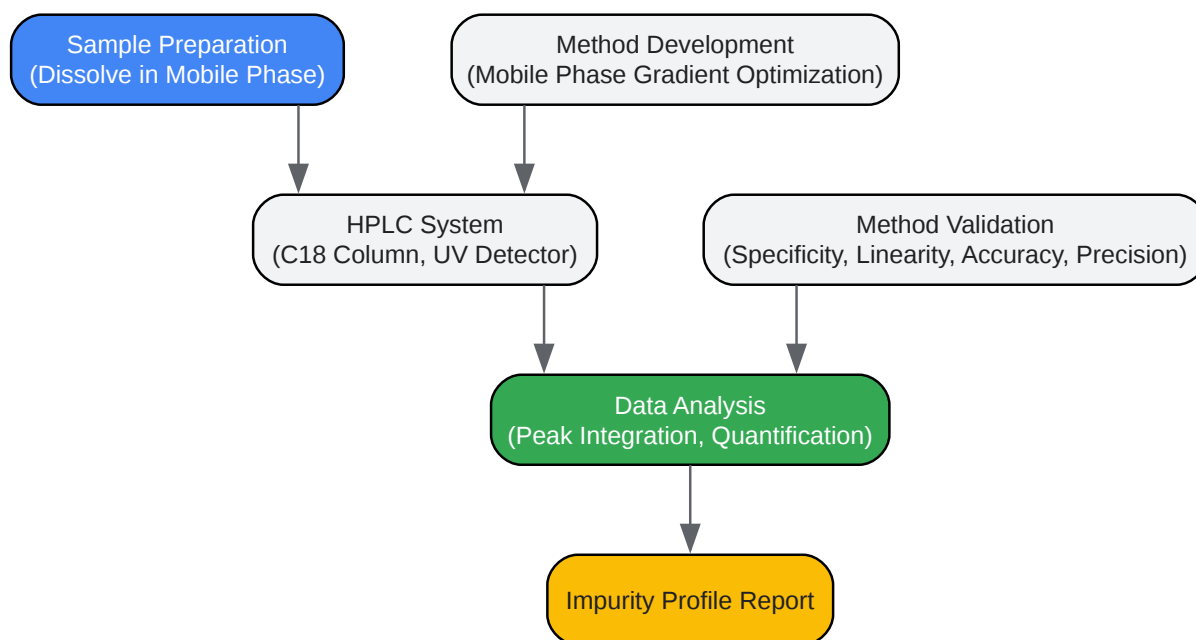 Sample Preparation
(Dissolve in Mobile Phase)
Method Development
(Mobile Phase Gradient Optimization)
HPLC System
(C18 Column, UV Detector)
Method Validation
(Specificity, Linearity, Accuracy, Precision)
Data Analysis
(Peak Integration, Quantification)
Impurity Profile Report